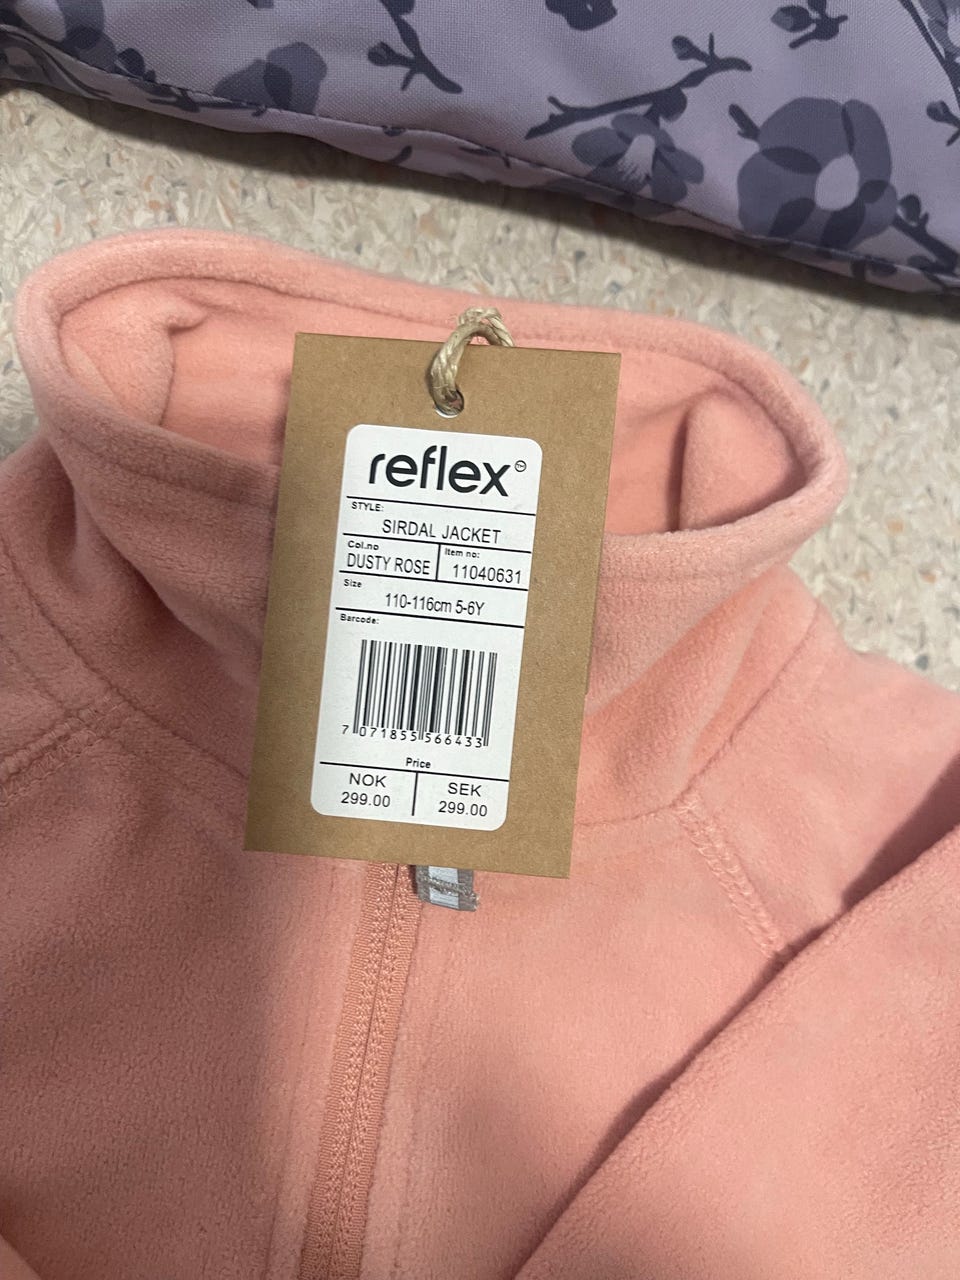 reflex™
STYLE:
SIRDAL JACKET
Col.no
DUSTY ROSE
Item no:
11040631
Size
110-116cm 5-6Y
Barcode:
7 071855 566433
Price
NOK
299.00
SEK
299.00